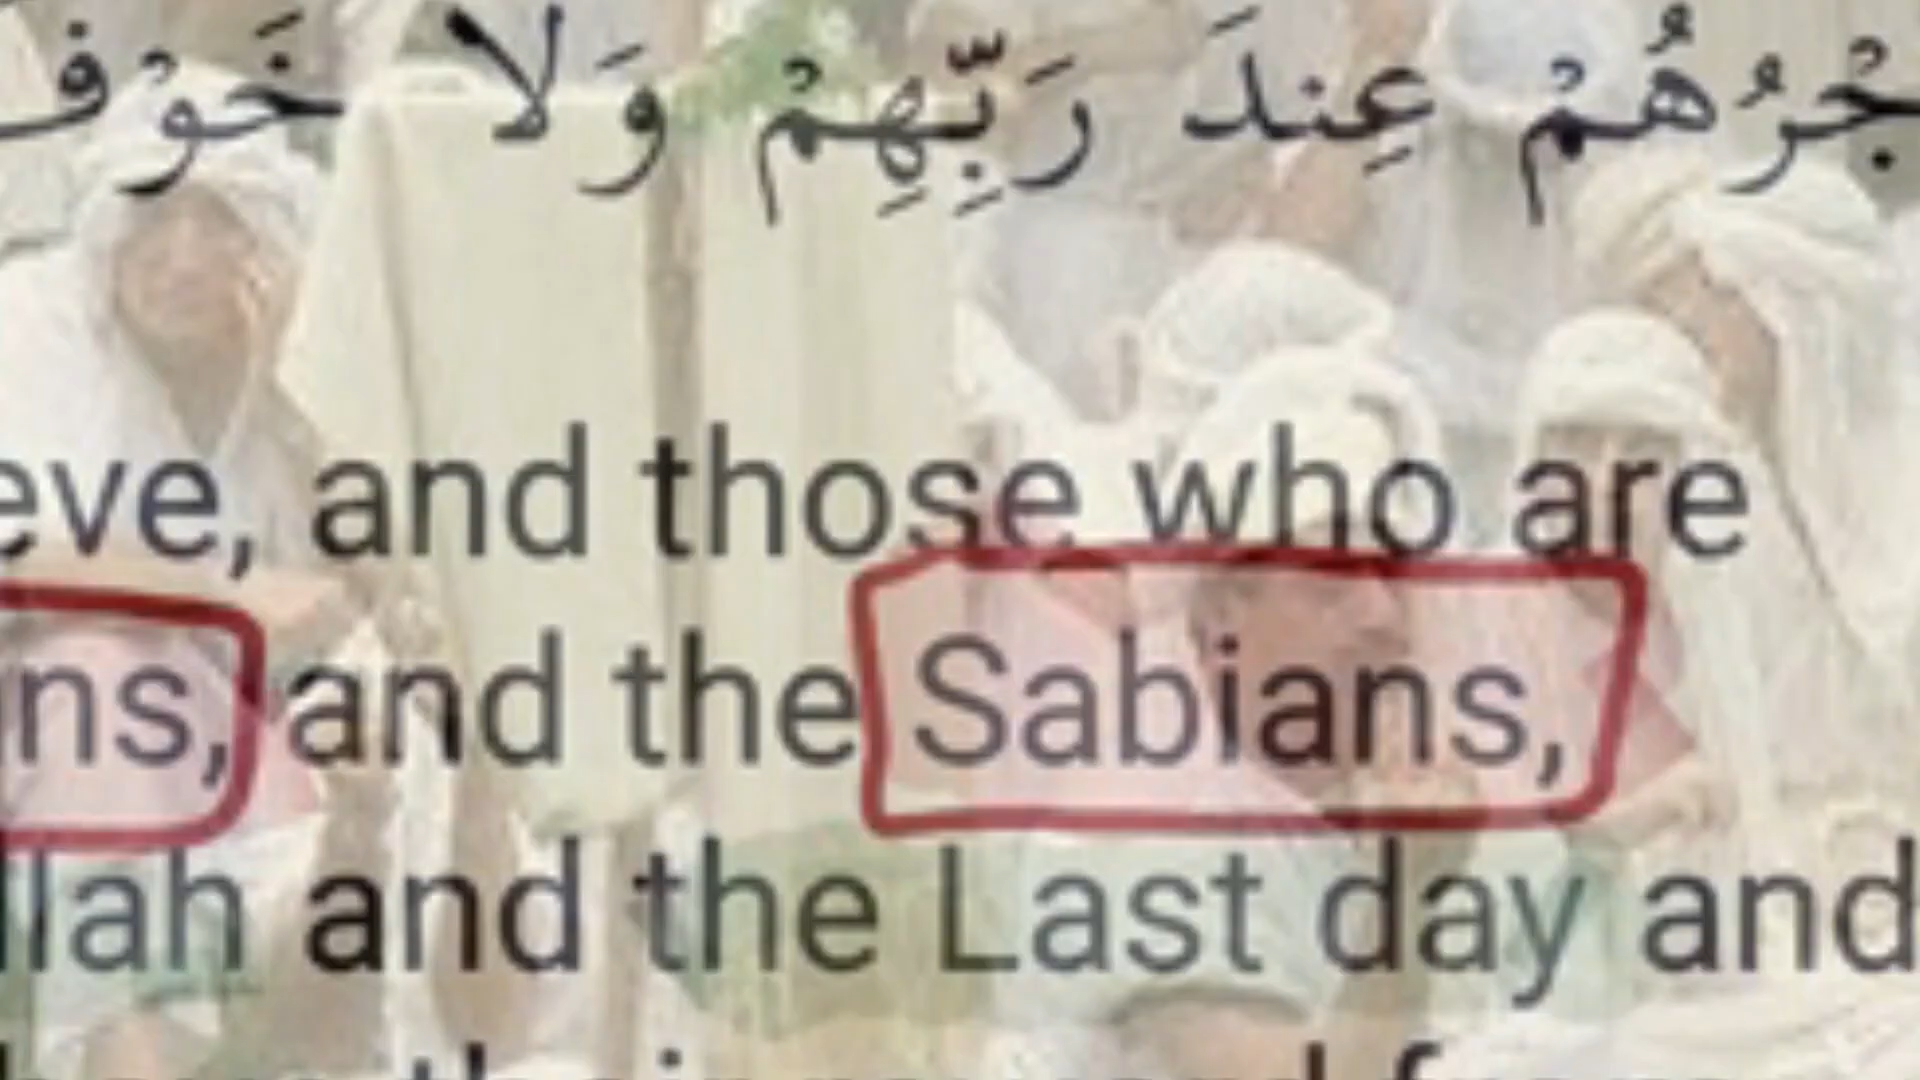 جْرُهُمْ عِندَ رَبِّهِمْ وَلَا خَوْف
eve, and those who are
ns, and the Sabians,
llah and the Last day and